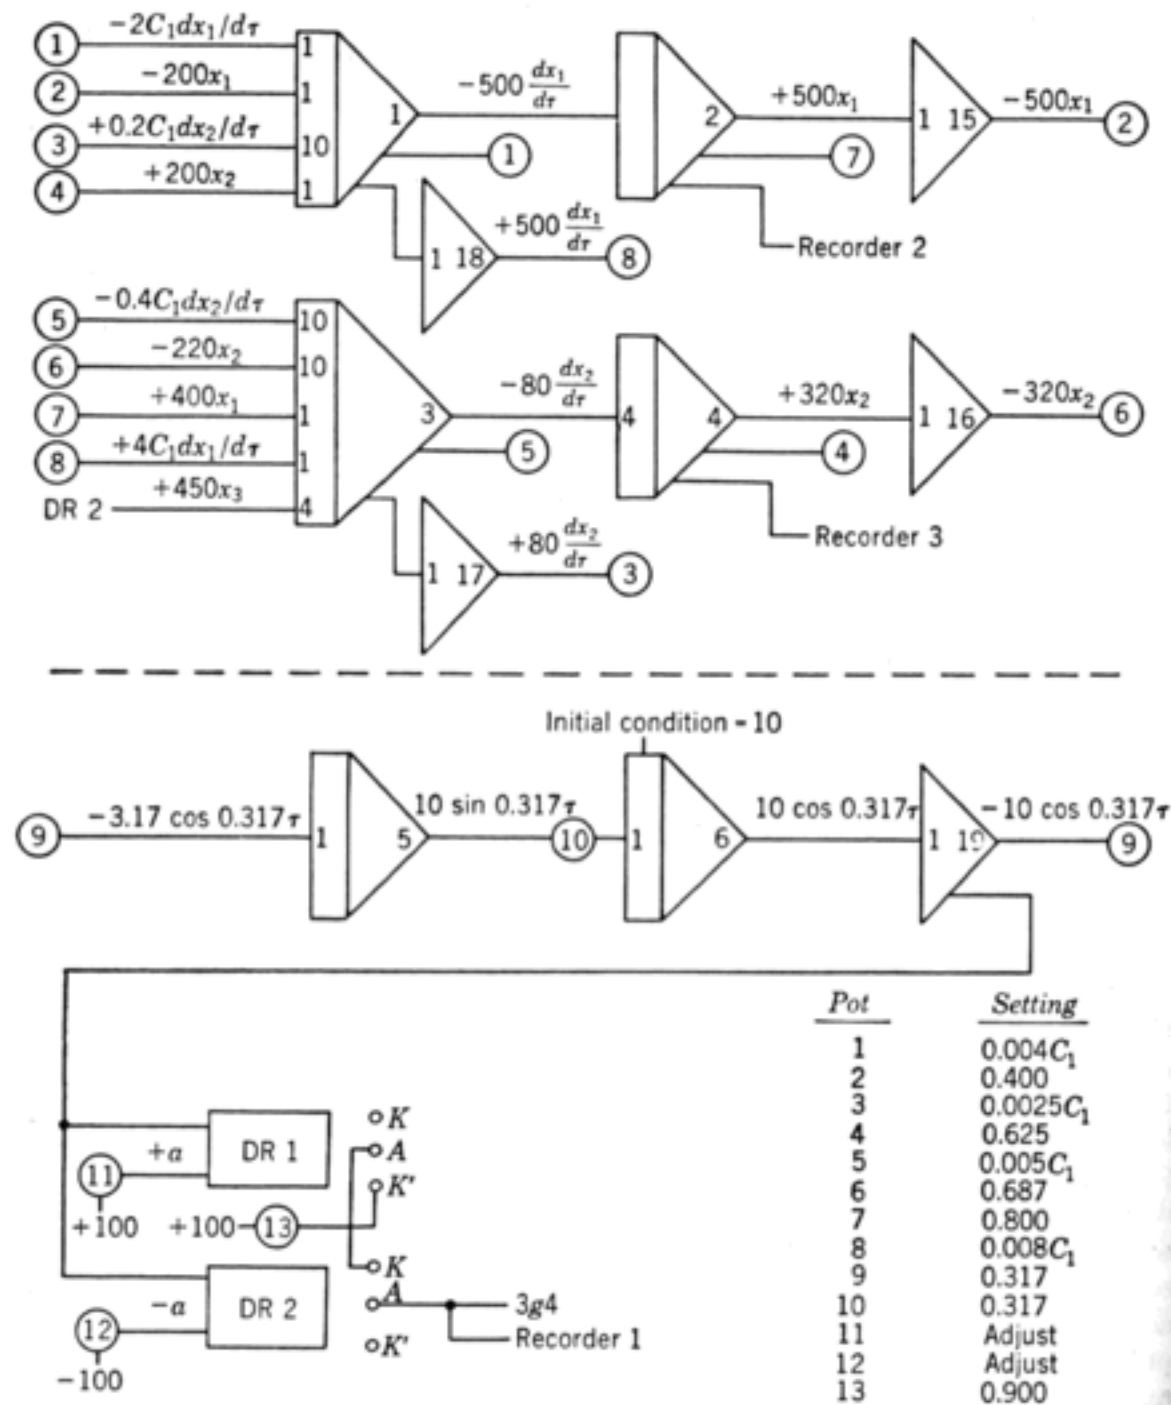 1 −2C₁dx₁/dτ 1
2 −200x₁ 1
3 +0.2C₁dx₂/dτ 10
4 +200x₂ 1
1 −500 dx₁/dτ 2 +500x₁ 1 15 −500x₁ 2
1 7
Recorder 2
1 18 +500 dx₁/dτ 8
5 −0.4C₁dx₂/dτ 10
6 −220x₂ 10
7 +400x₁ 1
8 +4C₁dx₁/dτ 1
DR 2 +450x₃ 4
3 −80 dx₂/dτ 4 4 +320x₂ 1 16 −320x₂ 6
5 4
Recorder 3
1 17 +80 dx₂/dτ 3
Initial condition - 10
9 −3.17 cos 0.317τ 1 5 10 sin 0.317τ 10 1 6 10 cos 0.317τ 1 19 −10 cos 0.317τ 9
K
+a DR 1 A
11 K'
+100 +100 13
K
−a DR 2 A 3g4
12 Recorder 1
K'
−100
Pot Setting
1 0.004C₁
2 0.400
3 0.0025C₁
4 0.625
5 0.005C₁
6 0.687
7 0.800
8 0.008C₁
9 0.317
10 0.317
11 Adjust
12 Adjust
13 0.900